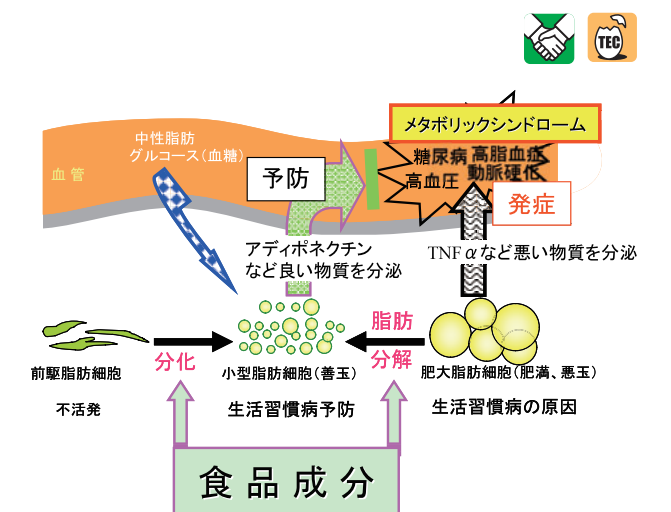 TEC
メタボリックシンドローム
中性脂肪
グルコース（血糖）
血管
糖尿病 高脂血症
高血圧 動脈硬化
予防
発症
アディポネクチン
など良い物質を分泌
TNFαなど悪い物質を分泌
脂肪
分解
分化
前駆脂肪細胞
不活発
小型脂肪細胞（善玉）
生活習慣病予防
肥大脂肪細胞（肥満、悪玉）
生活習慣病の原因
食品成分